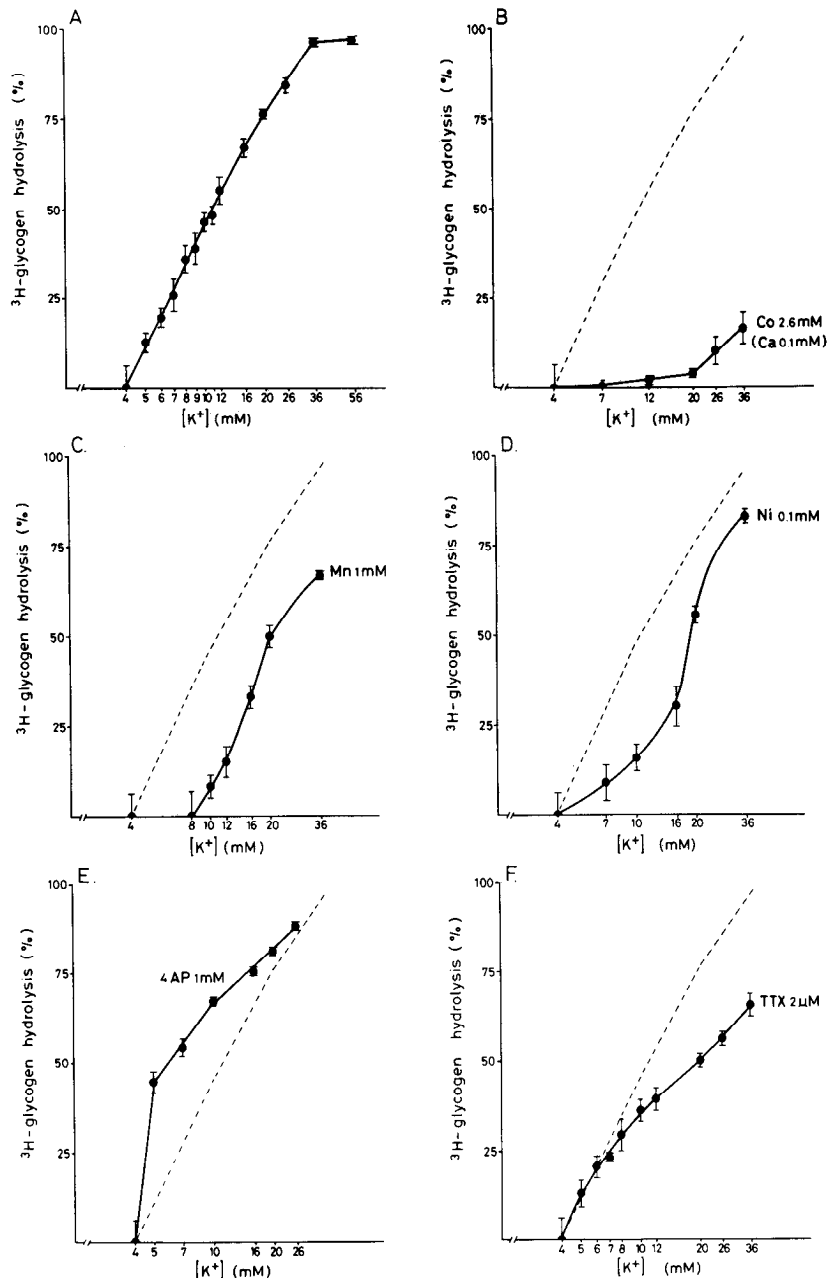 A
³H-glycogen hydrolysis (%)
100
75
50
25
4 5 6 7 8 9 10 12 16 20 26 36 56
[K⁺] (mM)
B
³H-glycogen hydrolysis (%)
100
75
50
25
Co 2.6mM
(Ca 0.1mM)
4 7 12 20 26 36
[K⁺] (mM)
C.
³H-glycogen hydrolysis (%)
100
75
50
25
Mn 1mM
4 8 10 12 16 20 36
[K⁺] (mM)
D.
³H-glycogen hydrolysis (%)
100
75
50
25
Ni 0.1mM
4 7 10 16 20 36
[K⁺] (mM)
E.
³H-glycogen hydrolysis (%)
100
75
50
25
4 AP 1mM
4 5 7 10 16 20 26
[K⁺] (mM)
F.
³H-glycogen hydrolysis (%)
100
75
50
25
TTX 2µM
4 5 6 7 8 10 12 20 26 36
[K⁺] (mM)